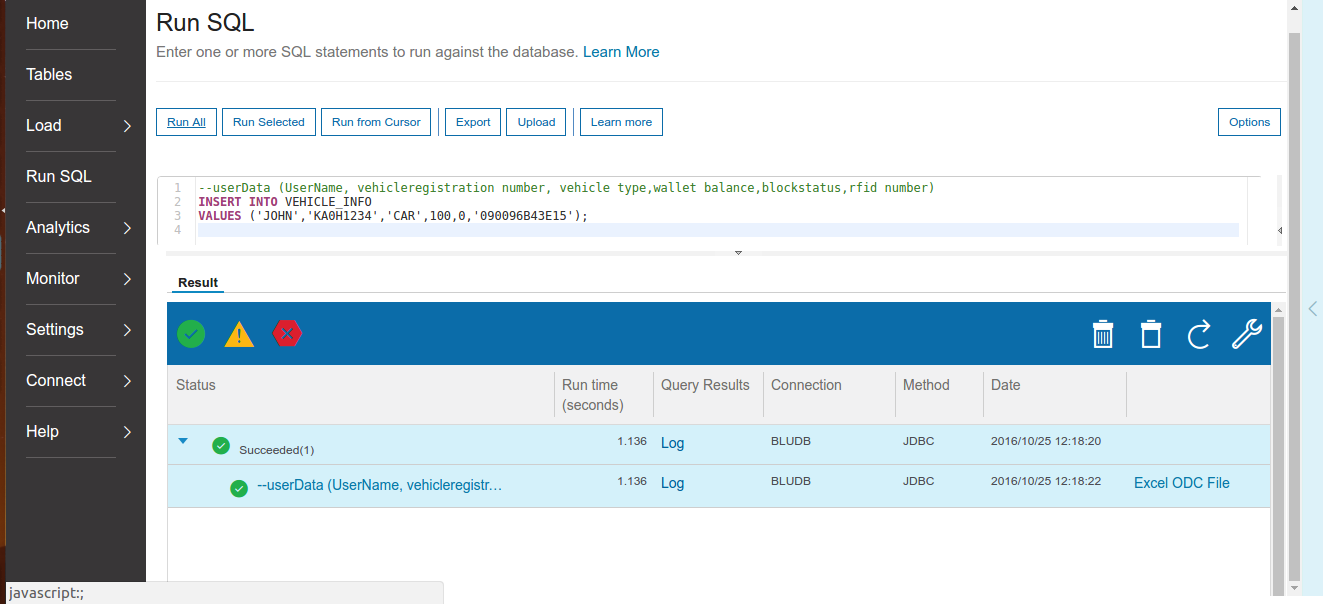 Home
Tables
Load
Run SQL
Analytics
Monitor
Settings
Connect
Help
Run SQL
Enter one or more SQL statements to run against the database. Learn More
Run All Run Selected Run from Cursor Export Upload Learn more Options
1 --userData (UserName, vehicleregistration number, vehicle type,wallet balance,blockstatus,rfid number)
2 INSERT INTO VEHICLE_INFO
3 VALUES ('JOHN','KA0H1234','CAR',100,0,'090096B43E15');
4
Result
Status Run time (seconds) Query Results Connection Method Date
Succeeded(1) 1.136 Log BLUDB JDBC 2016/10/25 12:18:20
--userData (UserName, vehicleregistr… 1.136 Log BLUDB JDBC 2016/10/25 12:18:22 Excel ODC File
javascript:;